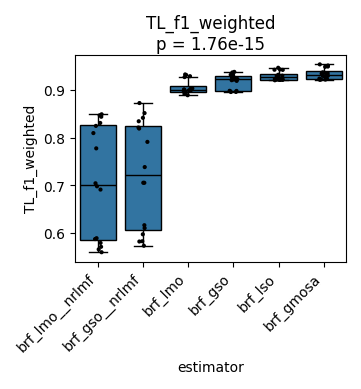 TL_f1_weighted
p = 1.76e-15
TL_f1_weighted
0.9
0.8
0.7
0.6
brf_lmo__nrlmf
brf_gso__nrlmf
brf_lmo
brf_gso
brf_lso
brf_gmosa
estimator